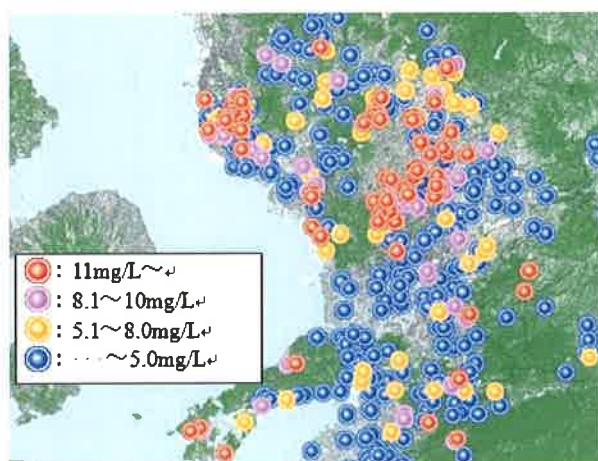 : 11mg/L～↵
: 8.1～10mg/L↵
: 5.1～8.0mg/L↵
: ････～5.0mg/L↵